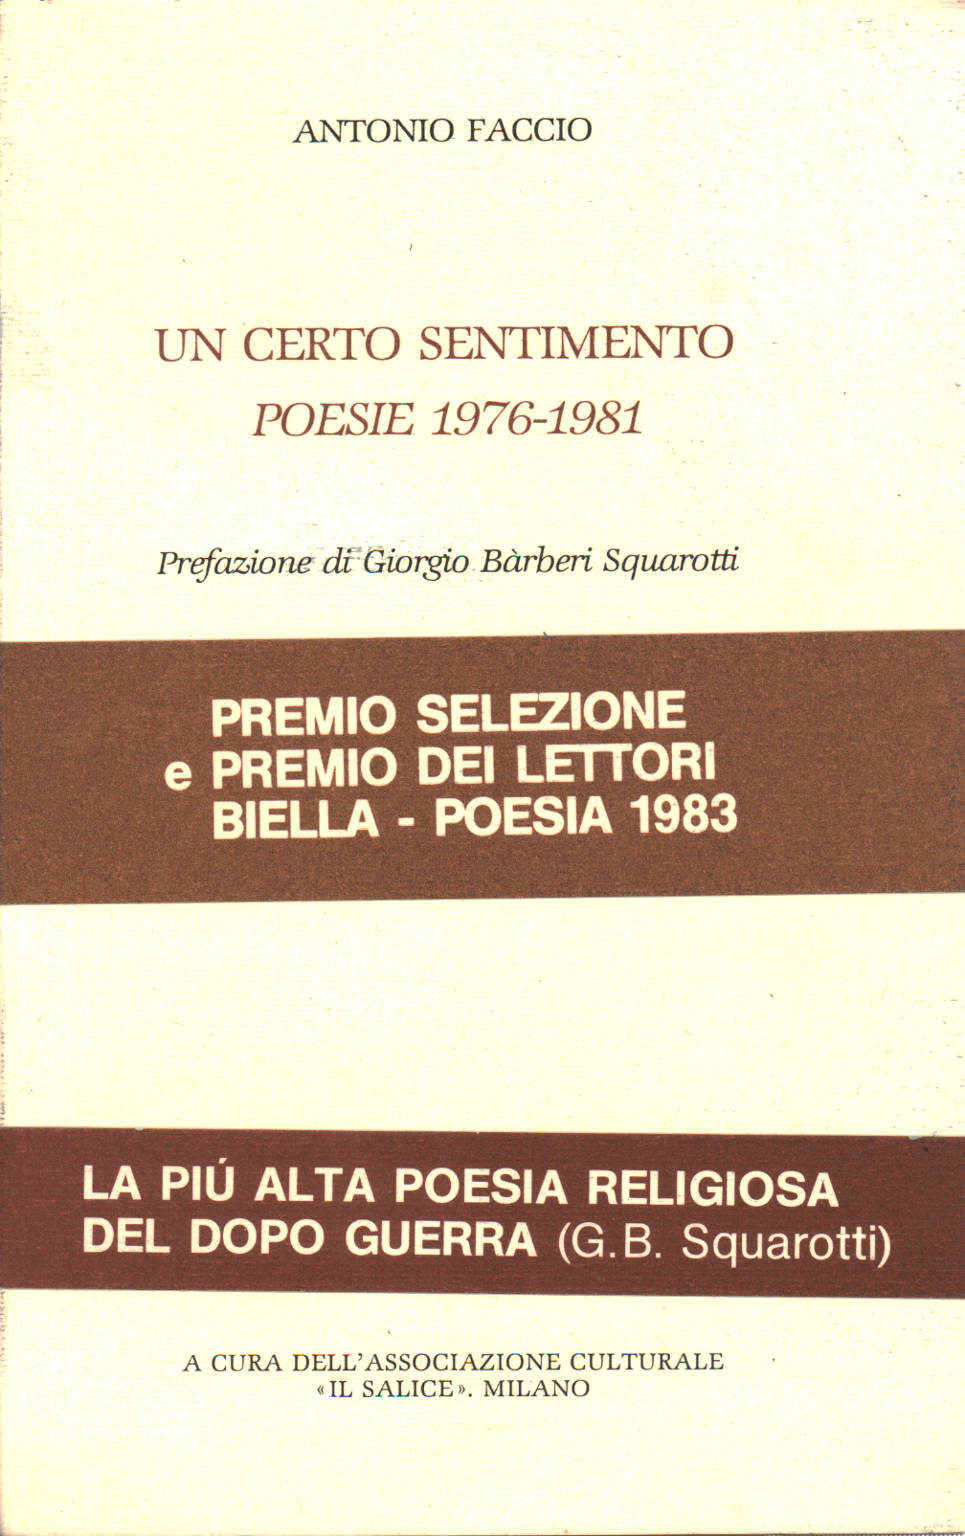 ANTONIO FACCIO
UN CERTO SENTIMENTO
POESIE 1976-1981
Prefazione di Giorgio Bàrberi Squarotti
PREMIO SELEZIONE
e PREMIO DEI LETTORI
BIELLA - POESIA 1983
LA PIÚ ALTA POESIA RELIGIOSA
DEL DOPO GUERRA (G.B. Squarotti)
A CURA DELL'ASSOCIAZIONE CULTURALE
«IL SALICE». MILANO